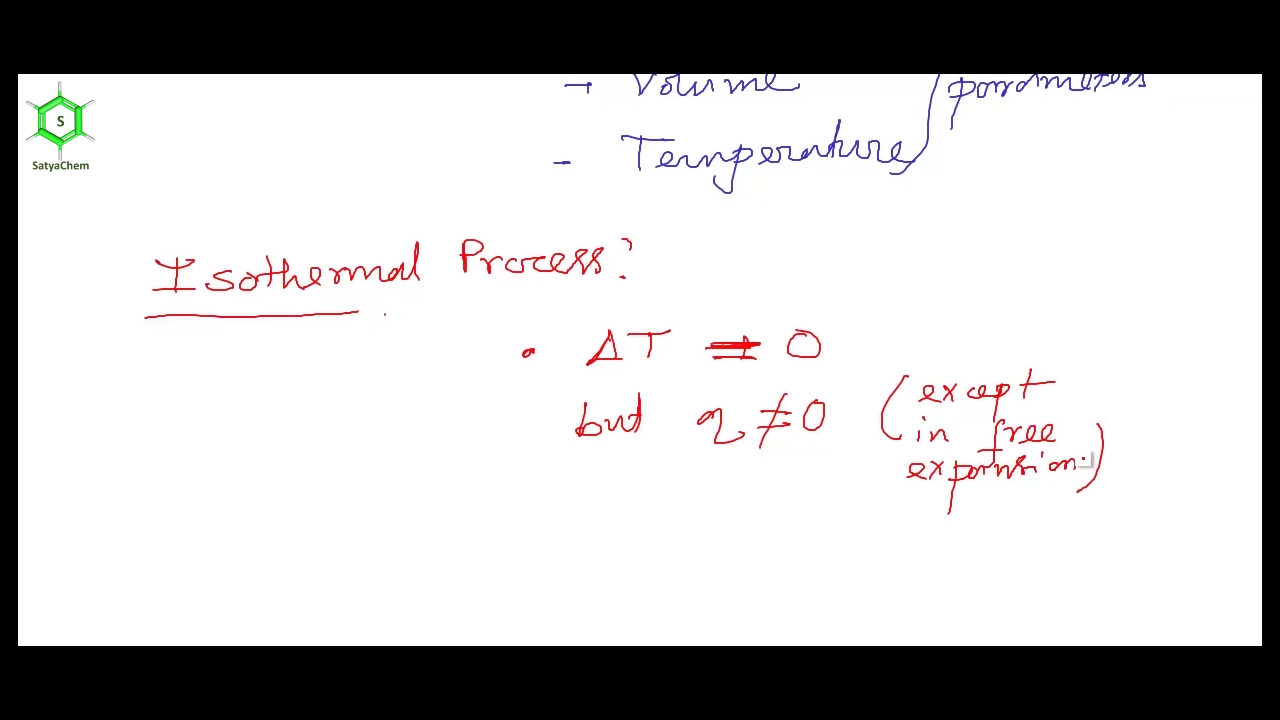 S
SatyaChem
→ Volume parameters
- Temperature
Isothermal Process?
• ΔT = 0
but q ≠ 0 (except
in free
expansion)